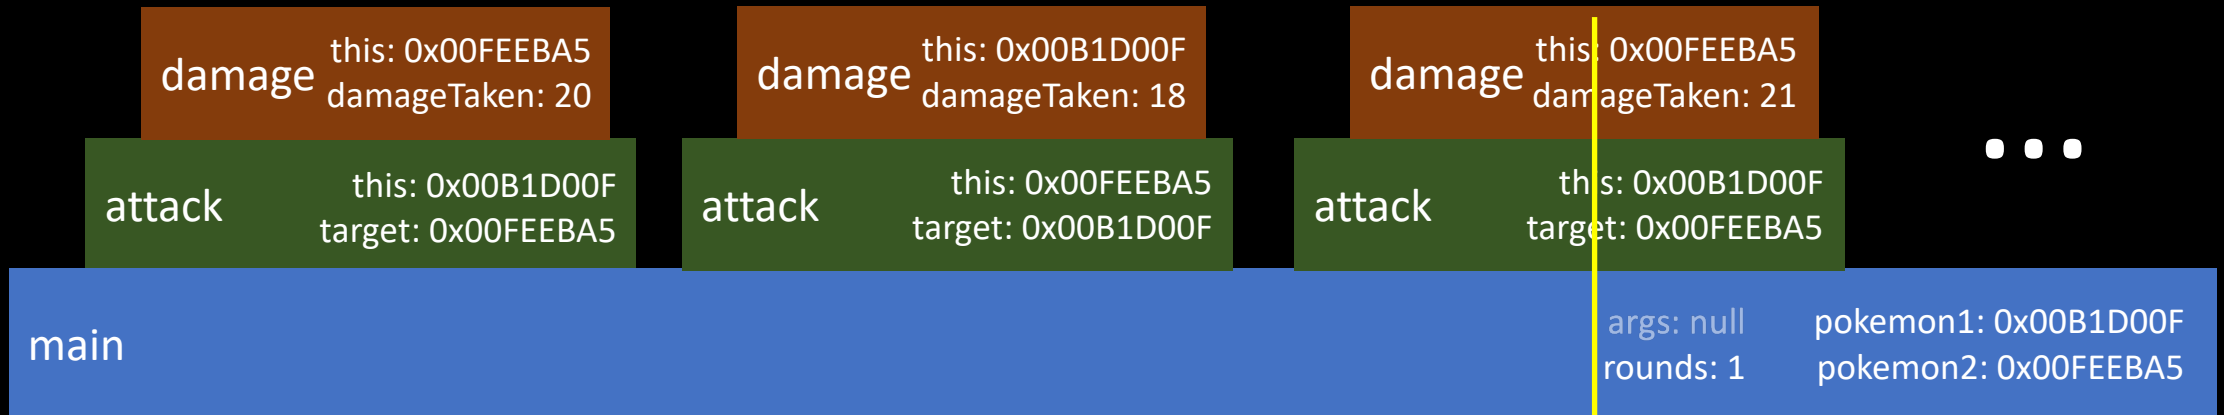 damage
this: 0x00FEEBA5
damageTaken: 20
damage
this: 0x00B1D00F
damageTaken: 18
damage
this: 0x00FEEBA5
damageTaken: 21
attack
this: 0x00B1D00F
target: 0x00FEEBA5
attack
this: 0x00FEEBA5
target: 0x00B1D00F
attack
this: 0x00B1D00F
target: 0x00FEEBA5
...
main
args: null
rounds: 1
pokemon1: 0x00B1D00F
pokemon2: 0x00FEEBA5